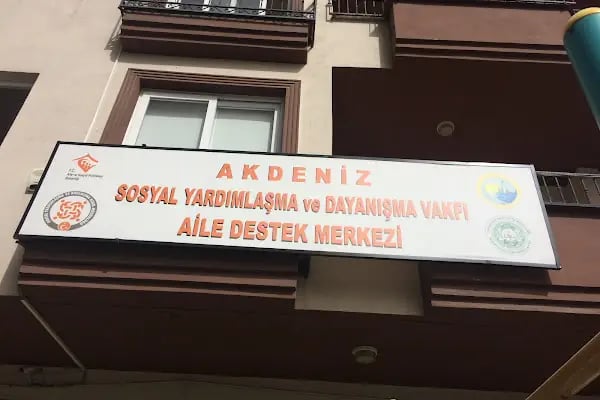 AKDENİZ
SOSYAL YARDIMLAŞMA ve DAYANIŞMA VAKFI
AİLE DESTEK MERKEZİ